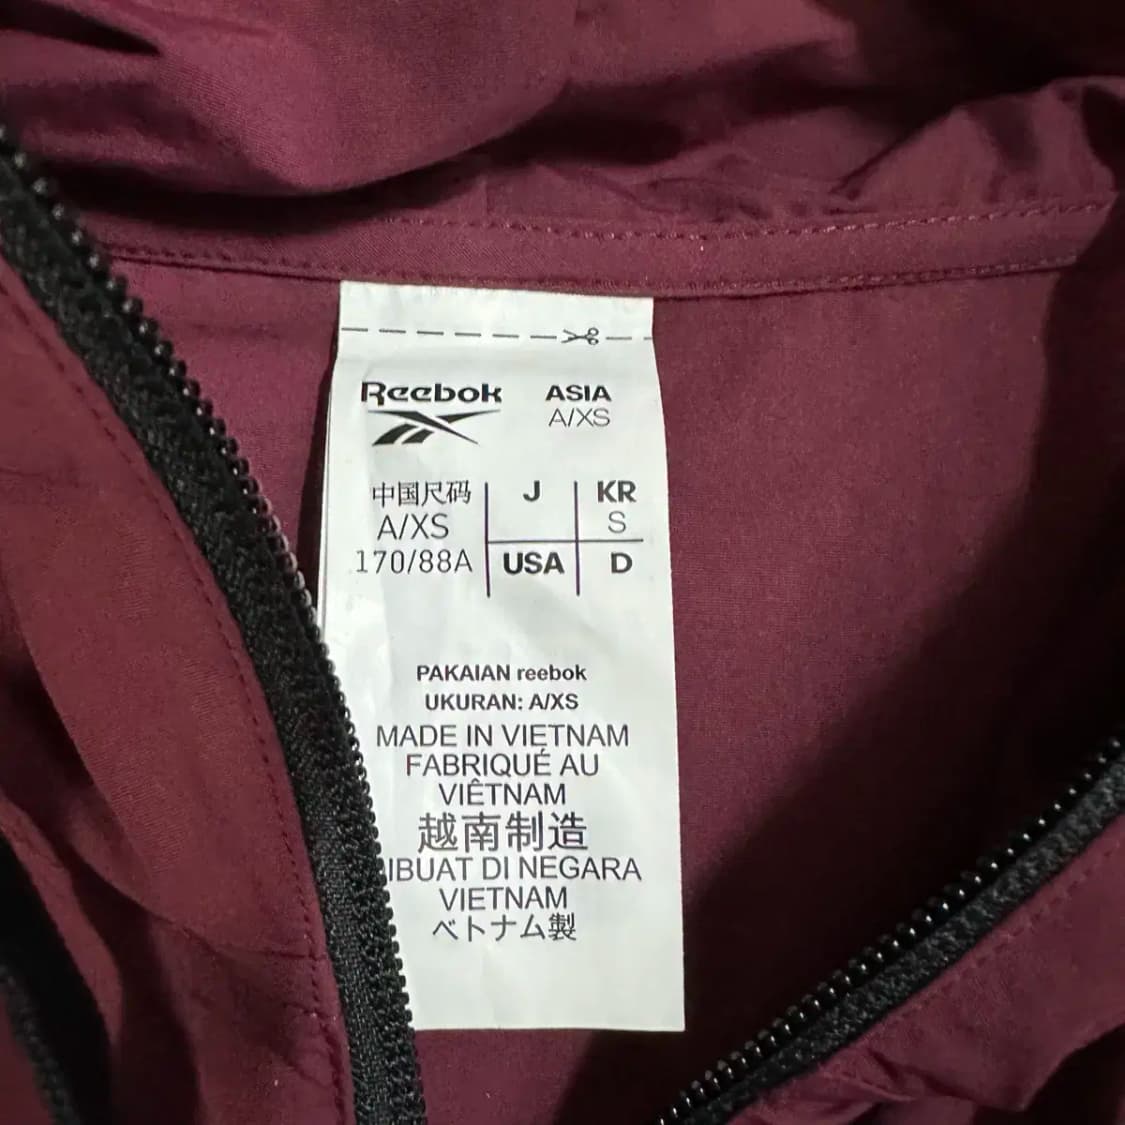 Reebok ASIA
A/XS
中国尺码 J KR
A/XS S
170/88A USA D
PAKAIAN reebok
UKURAN: A/XS
MADE IN VIETNAM
FABRIQUÉ AU
VIÊTNAM
越南制造
IBUAT DI NEGARA
VIETNAM
ベトナム製